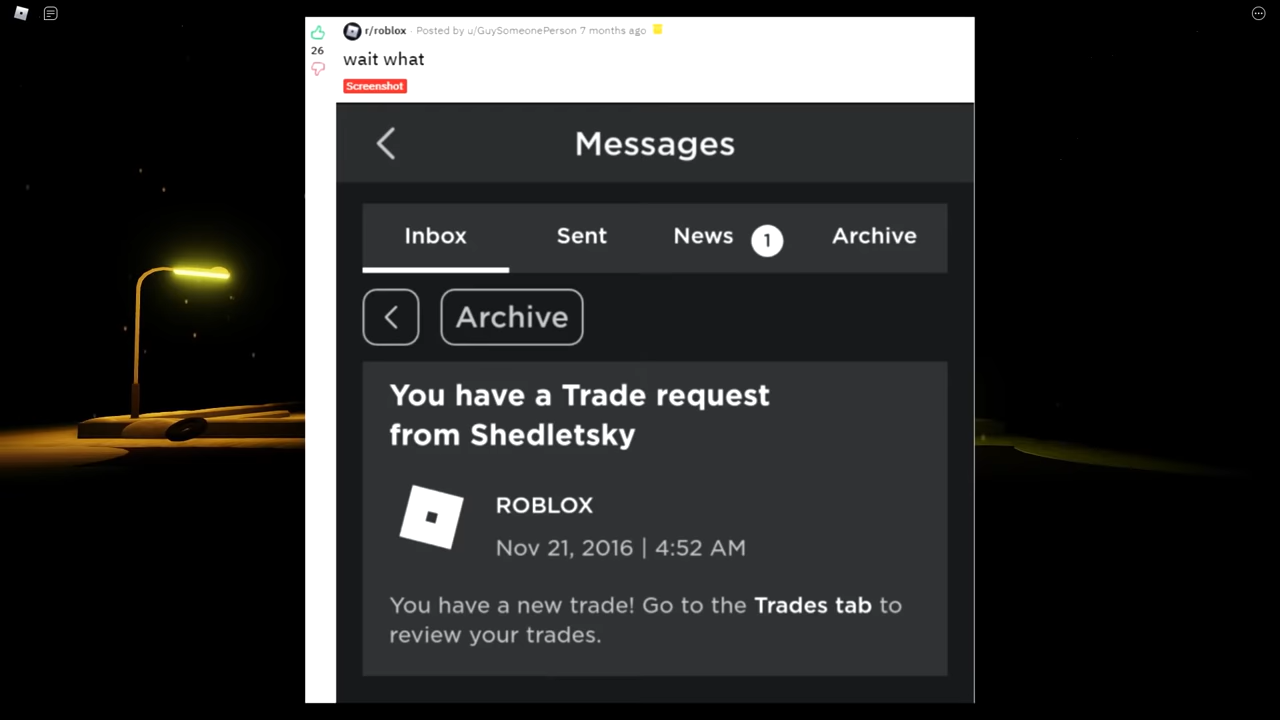 r/roblox · Posted by u/GuySomeonePerson 7 months ago
26
wait what
Screenshot
Messages
Inbox Sent News 1 Archive
Archive
You have a Trade request
from Shedletsky
ROBLOX
Nov 21, 2016 | 4:52 AM
You have a new trade! Go to the Trades tab to
review your trades.